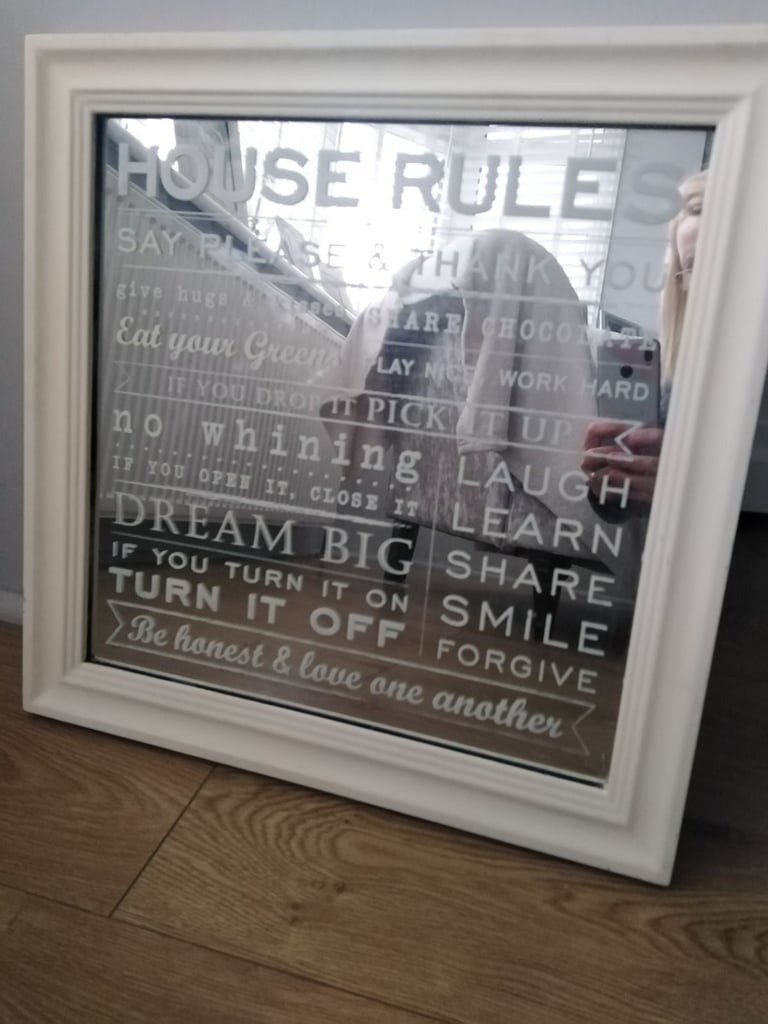 HOUSE RULES
SAY PLEASE & THANK YOU
give hugs & kisses
SHARE CHOCOLATE
Eat your Greens
PLAY NICE, WORK HARD
IF YOU DROP IT PICK IT UP
no whining
IF YOU OPEN IT, CLOSE IT
DREAM BIG
IF YOU TURN IT ON
TURN IT OFF
LAUGH
LEARN
SHARE
SMILE
FORGIVE
Be honest & love one another